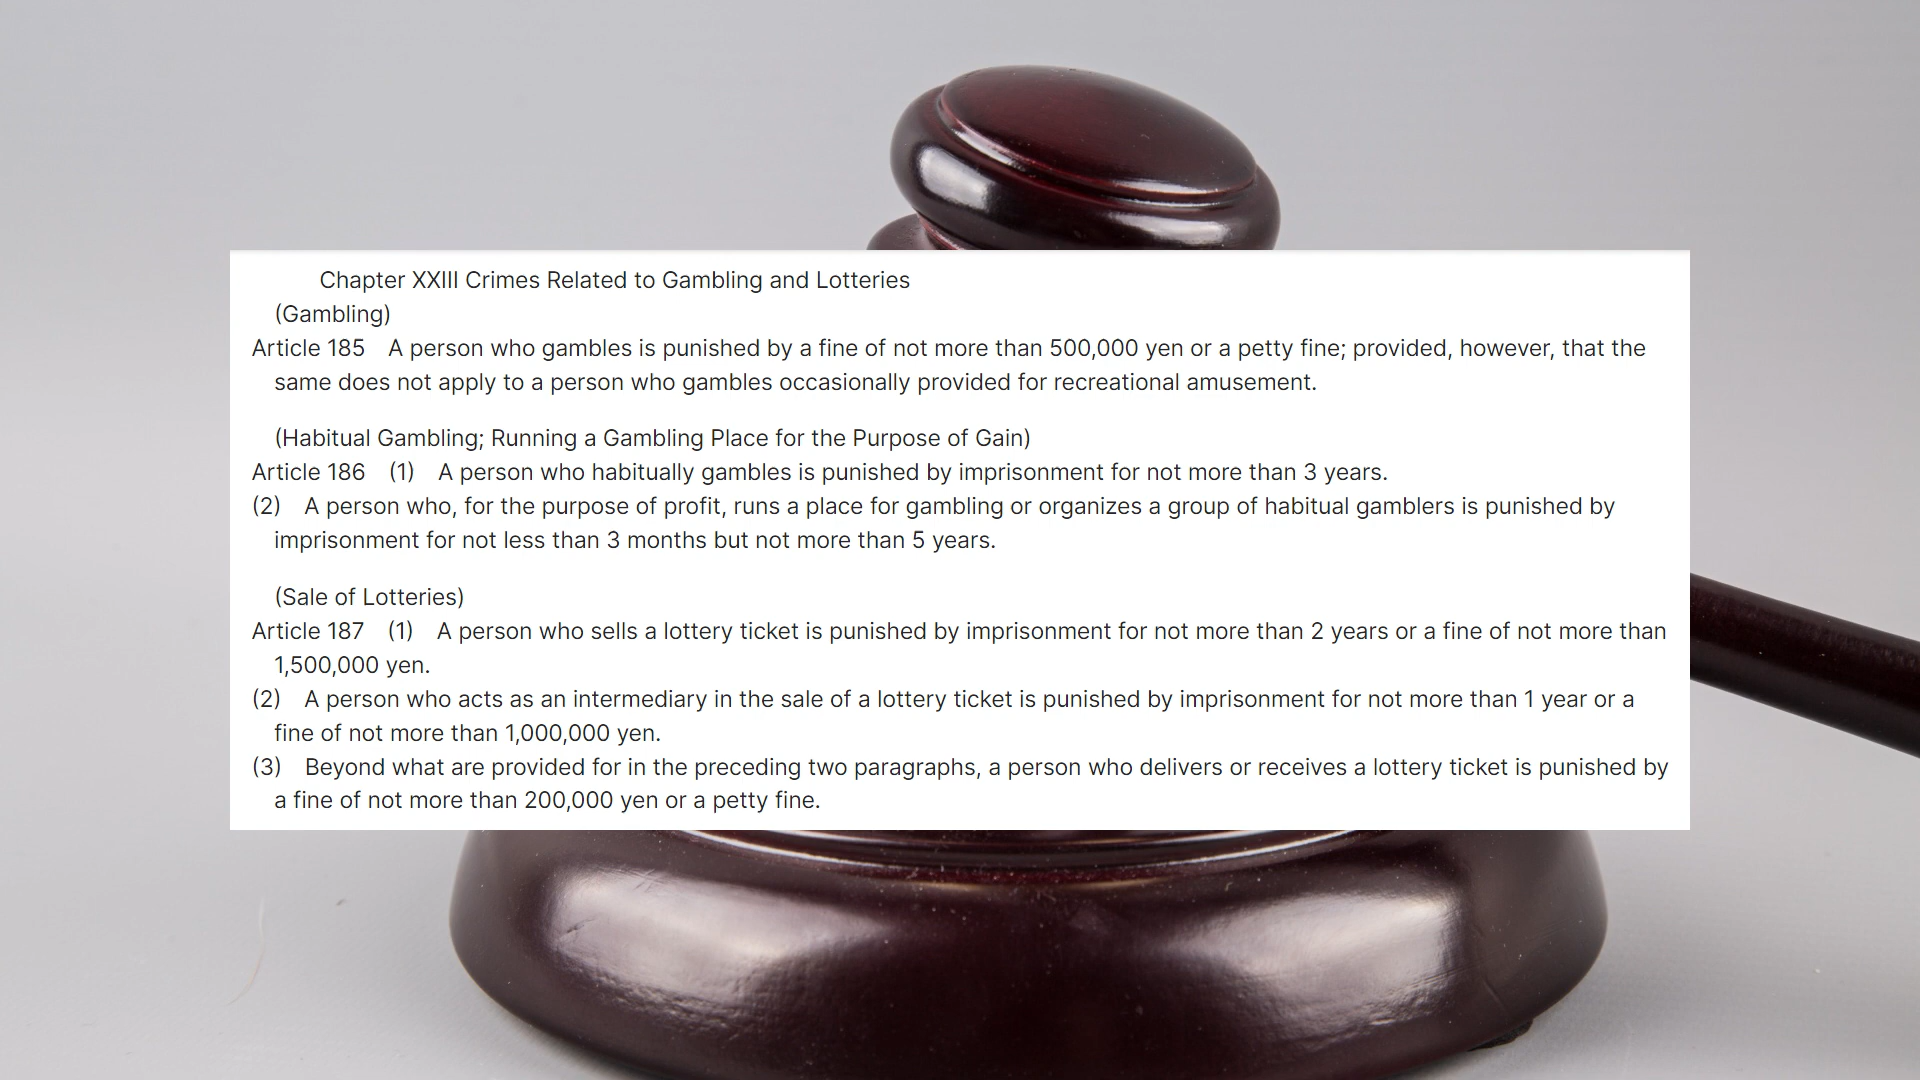 Chapter XXIII Crimes Related to Gambling and Lotteries
(Gambling)
Article 185 A person who gambles is punished by a fine of not more than 500,000 yen or a petty fine; provided, however, that the
same does not apply to a person who gambles occasionally provided for recreational amusement.
(Habitual Gambling; Running a Gambling Place for the Purpose of Gain)
Article 186 (1) A person who habitually gambles is punished by imprisonment for not more than 3 years.
(2) A person who, for the purpose of profit, runs a place for gambling or organizes a group of habitual gamblers is punished by
imprisonment for not less than 3 months but not more than 5 years.
(Sale of Lotteries)
Article 187 (1) A person who sells a lottery ticket is punished by imprisonment for not more than 2 years or a fine of not more than
1,500,000 yen.
(2) A person who acts as an intermediary in the sale of a lottery ticket is punished by imprisonment for not more than 1 year or a
fine of not more than 1,000,000 yen.
(3) Beyond what are provided for in the preceding two paragraphs, a person who delivers or receives a lottery ticket is punished by
a fine of not more than 200,000 yen or a petty fine.